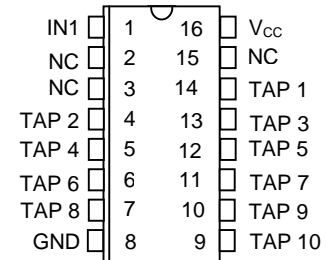 IN1 1 16 Vcc
NC 2 15 NC
NC 3 14 TAP 1
TAP 2 4 13 TAP 3
TAP 4 5 12 TAP 5
TAP 6 6 11 TAP 7
TAP 8 7 10 TAP 9
GND 8 9 TAP 10